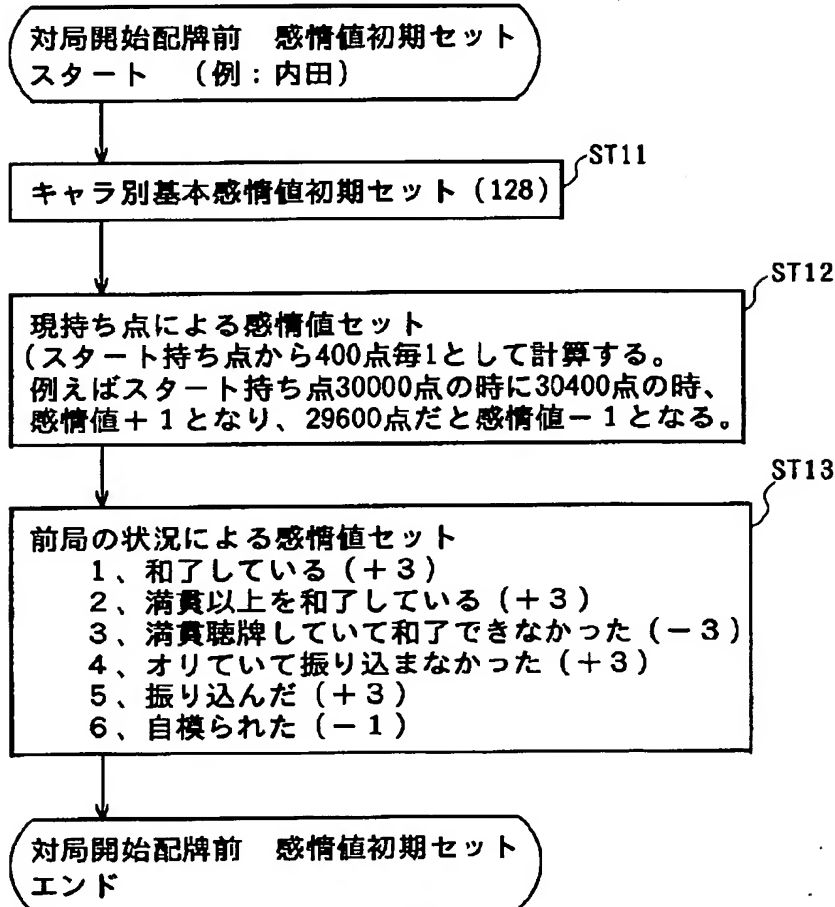 対局開始配牌前　感情値初期セット
スタート　（例：内田）
ST11
キャラ別基本感情値初期セット（128）
ST12
現持ち点による感情値セット
（スタート持ち点から400点毎1として計算する。
例えばスタート持ち点30000点の時に30400点の時、
感情値＋１となり、29600点だと感情値－１となる。
ST13
前局の状況による感情値セット
１、和了している（＋３）
２、満貫以上を和了している（＋３）
３、満貫聴牌していて和了できなかった（－３）
４、オリていて振り込まなかった（＋３）
５、振り込んだ（＋３）
６、自模られた（－１）
対局開始配牌前　感情値初期セット
エンド